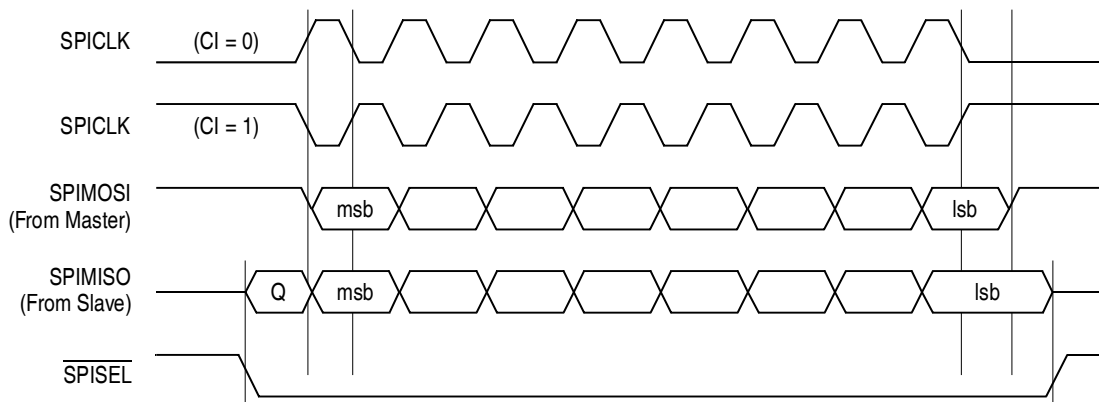 SPICLK (CI = 0)
SPICLK (CI = 1)
SPIMOSI
(From Master)
msb lsb
SPIMISO
(From Slave)
Q msb lsb
SPISEL